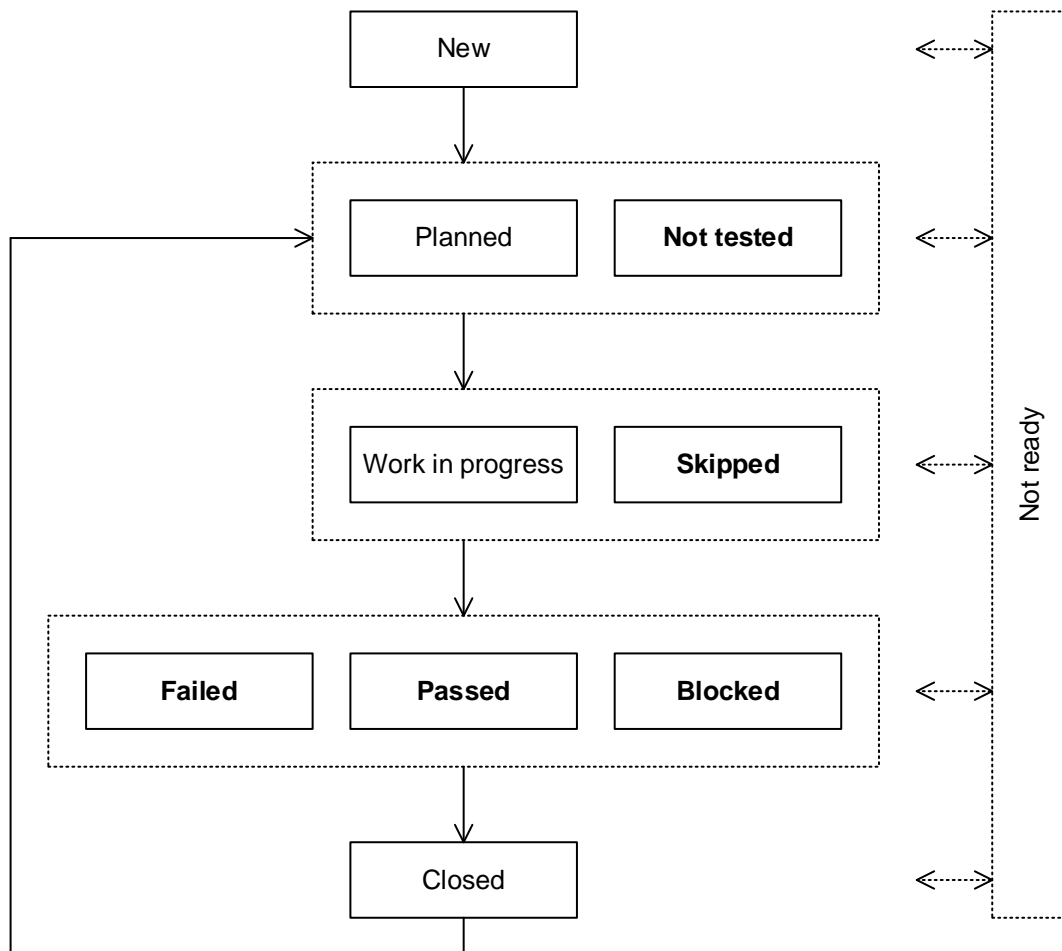 New
Planned
Not tested
Work in progress
Skipped
Failed
Passed
Blocked
Closed
Not ready